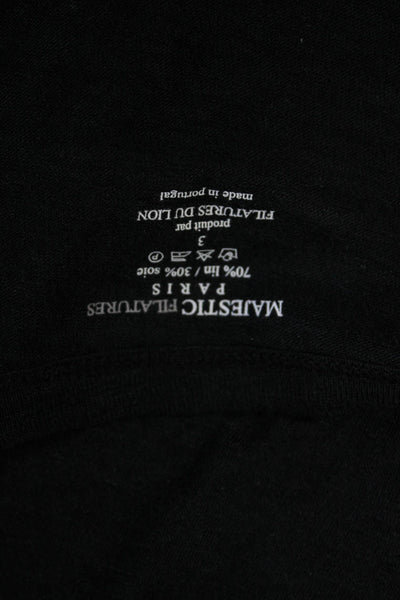 MAJESTIC FILATURES
PARIS
70% lin / 30% soie
P
3
produit par
FILATURES DU LION
made in portugal